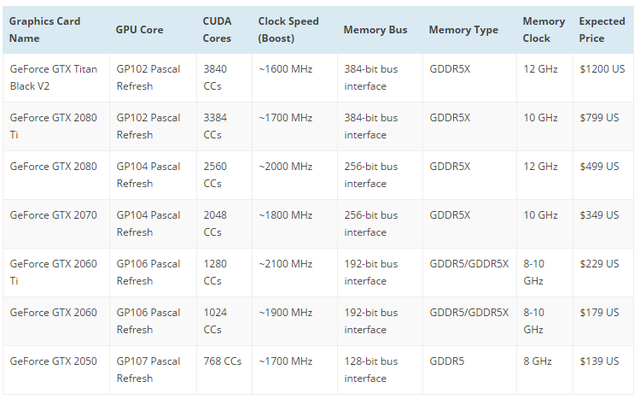 Graphics Card Name | GPU Core | CUDA Cores | Clock Speed (Boost) | Memory Bus | Memory Type | Memory Clock | Expected Price
GeForce GTX Titan Black V2 | GP102 Pascal Refresh | 3840 CCs | ~1600 MHz | 384-bit bus interface | GDDR5X | 12 GHz | $1200 US
GeForce GTX 2080 Ti | GP102 Pascal Refresh | 3384 CCs | ~1700 MHz | 384-bit bus interface | GDDR5X | 10 GHz | $799 US
GeForce GTX 2080 | GP104 Pascal Refresh | 2560 CCs | ~2000 MHz | 256-bit bus interface | GDDR5X | 12 GHz | $499 US
GeForce GTX 2070 | GP104 Pascal Refresh | 2048 CCs | ~1800 MHz | 256-bit bus interface | GDDR5X | 10 GHz | $349 US
GeForce GTX 2060 Ti | GP106 Pascal Refresh | 1280 CCs | ~2100 MHz | 192-bit bus interface | GDDR5/GDDR5X | 8-10 GHz | $229 US
GeForce GTX 2060 | GP106 Pascal Refresh | 1024 CCs | ~1900 MHz | 192-bit bus interface | GDDR5/GDDR5X | 8-10 GHz | $179 US
GeForce GTX 2050 | GP107 Pascal Refresh | 768 CCs | ~1700 MHz | 128-bit bus interface | GDDR5 | 8 GHz | $139 US